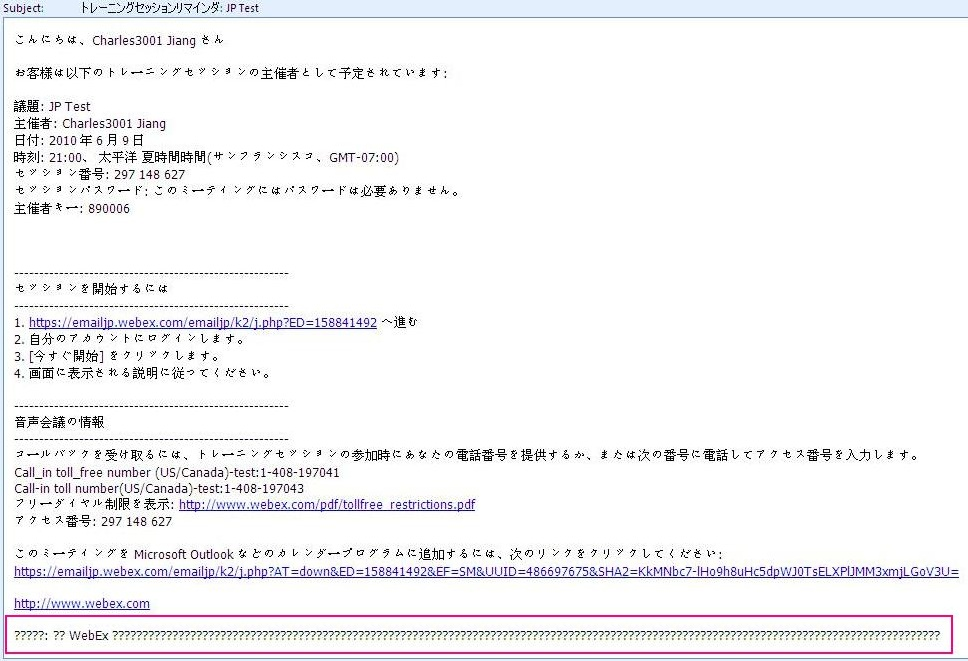 Subject: トレーニングセッションリマインダ: JP Test
こんにちは、Charles3001 Jiang さん
お客様は以下のトレーニングセッションの主催者として予定されています:
議題: JP Test
主催者: Charles3001 Jiang
日付: 2010 年 6 月 9 日
時刻: 21:00、 太平洋 夏時間時間(サンフランシスコ、GMT-07:00)
セッション番号: 297 148 627
セッションパスワード: このミーティングにはパスワードは必要ありません。
主催者キー: 890006
-------------------------------------------------------
セッションを開始するには
-------------------------------------------------------
1. https://emailjp.webex.com/emailjp/k2/j.php?ED=158841492 へ進む
2. 自分のアカウントにログインします。
3. [今すぐ開始] をクリックします。
4. 画面に表示される説明に従ってください。
-------------------------------------------------------
音声会議の情報
-------------------------------------------------------
コールバックを受け取るには、トレーニングセッションの参加時にあなたの電話番号を提供するか、または次の番号に電話してアクセス番号を入力します。
Call_in toll_free number (US/Canada)-test:1-408-197041
Call-in toll number(US/Canada)-test:1-408-197043
フリーダイヤル制限を表示: http://www.webex.com/pdf/tollfree_restrictions.pdf
アクセス番号: 297 148 627
このミーティングを Microsoft Outlook などのカレンダープログラムに追加するには、次のリンクをクリックしてください:
https://emailjp.webex.com/emailjp/k2/j.php?AT=down&ED=158841492&EF=SM&UUID=486697675&SHA2=KkMNbc7-lHo9h8uHc5dpWJ0TsELXPlJMM3xmjLGoV3U=
http://www.webex.com
?????: ?? WebEx ??????????????????????????????????????????????????????????????????????????????????????????????????????????????????????????????????????????